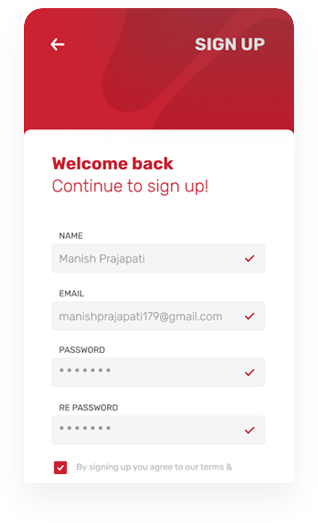 SIGN UP
Welcome back
Continue to sign up!
NAME
Manish Prajapati
EMAIL
manishprajapati179@gmail.com
PASSWORD
* * * * * * *
RE PASSWORD
* * * * * * *
By signing up you agree to our terms &